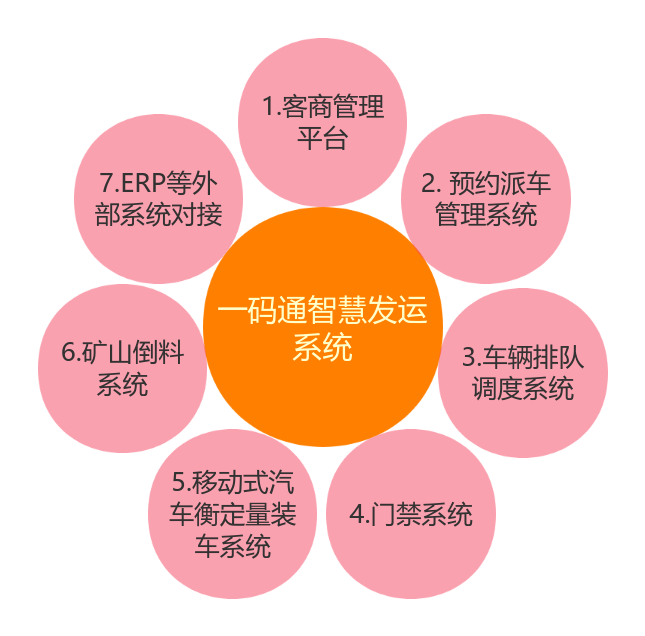 1.客商管理
平台
2. 预约派车
管理系统
3.车辆排队
调度系统
4.门禁系统
5.移动式汽
车衡定量装
车系统
6.矿山倒料
系统
7.ERP等外
部系统对接
一码通智慧发运
系统